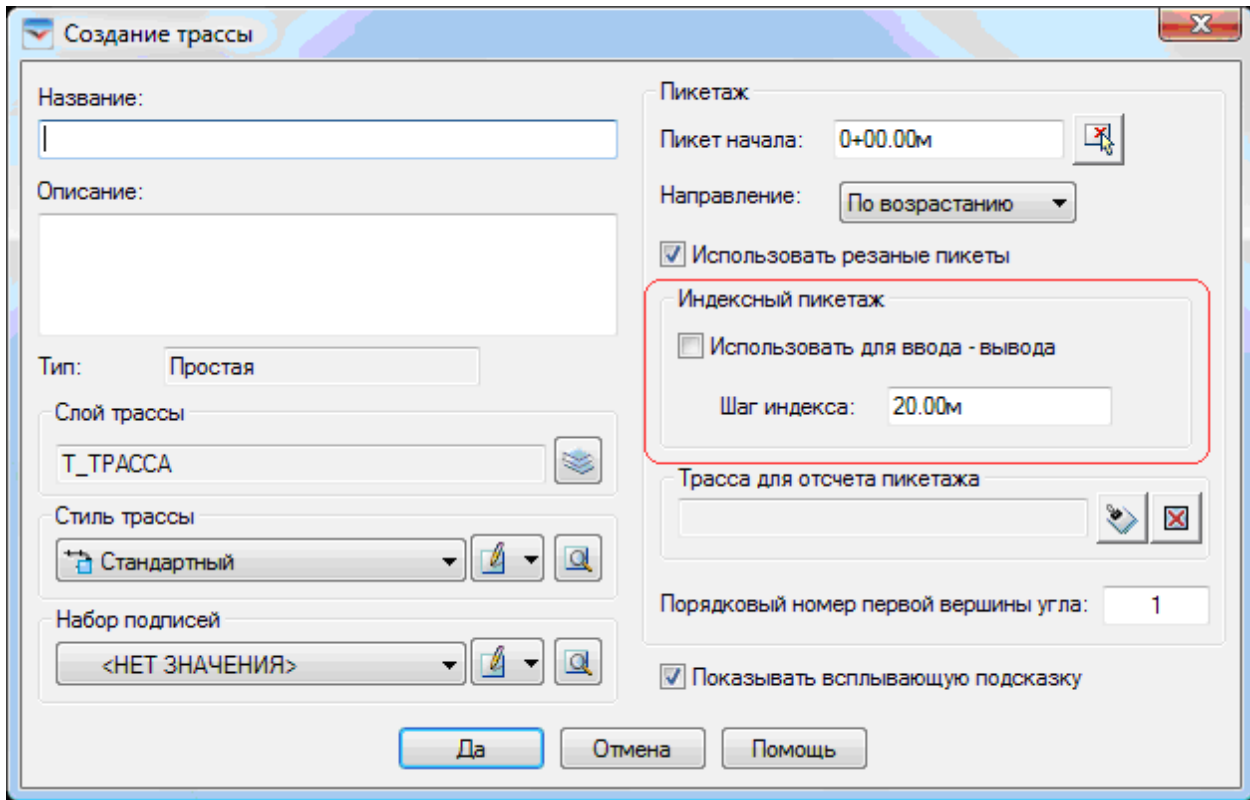 Создание трассы
Название:
Описание:
Тип: Простая
Слой трассы
Т_ТРАССА
Стиль трассы
Стандартный
Набор подписей
<НЕТ ЗНАЧЕНИЯ>
Пикетаж
Пикет начала: 0+00.00м
Направление: По возрастанию
Использовать резаные пикеты
Индексный пикетаж
Использовать для ввода - вывода
Шаг индекса: 20.00м
Трасса для отсчета пикетажа
Порядковый номер первой вершины угла: 1
Показывать всплывающую подсказку
Да Отмена Помощь